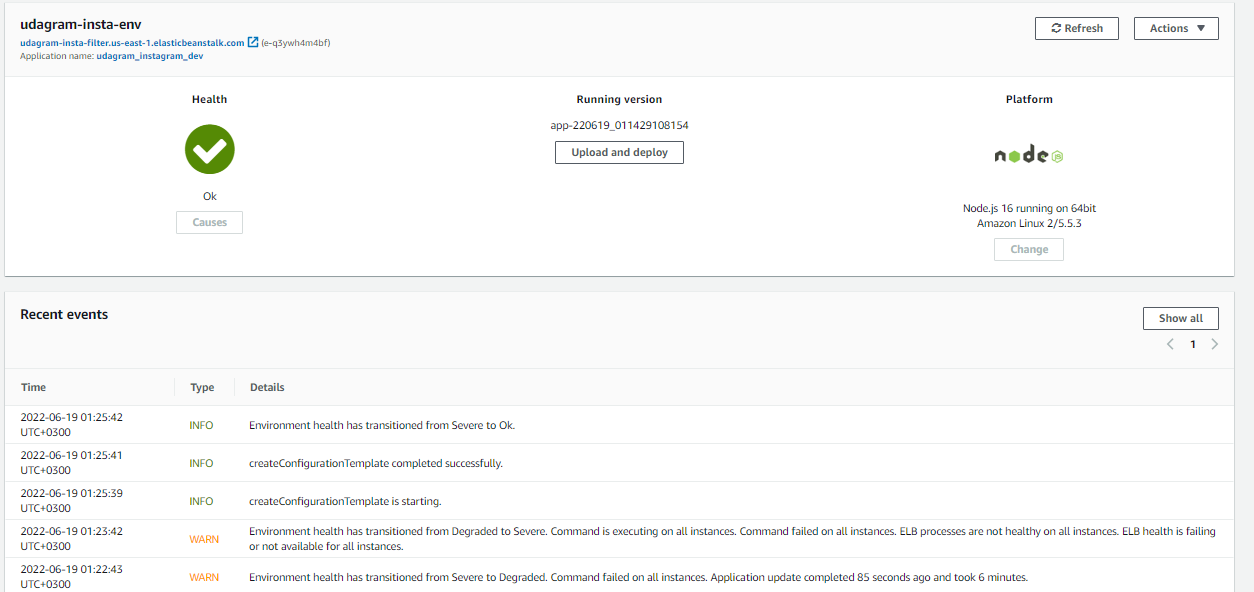 udagram-insta-env
udagram-insta-filter.us-east-1.elasticbeanstalk.com (e-q3ywh4m4bf)
Application name: udagram_instagram_dev
Refresh
Actions
Health
Ok
Causes
Running version
app-220619_011429108154
Upload and deploy
Platform
node JS
Node.js 16 running on 64bit
Amazon Linux 2/5.5.3
Change
Recent events
Show all
1
Time Type Details
2022-06-19 01:25:42
UTC+0300
INFO
Environment health has transitioned from Severe to Ok.
2022-06-19 01:25:41
UTC+0300
INFO
createConfigurationTemplate completed successfully.
2022-06-19 01:25:39
UTC+0300
INFO
createConfigurationTemplate is starting.
2022-06-19 01:23:42
UTC+0300
WARN
Environment health has transitioned from Degraded to Severe. Command is executing on all instances. Command failed on all instances. ELB processes are not healthy on all instances. ELB health is failing
or not available for all instances.
2022-06-19 01:22:43
UTC+0300
WARN
Environment health has transitioned from Severe to Degraded. Command failed on all instances. Application update completed 85 seconds ago and took 6 minutes.